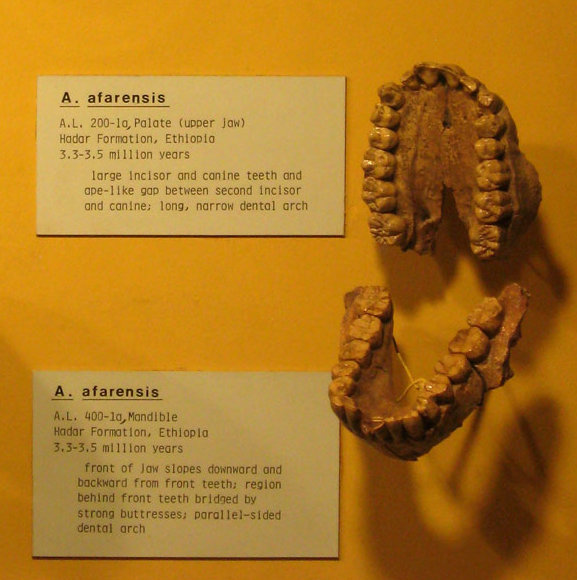 A. afarensis
A.L. 200-1a, Palate (upper jaw)
Hadar Formation, Ethiopia
3.3-3.5 million years
large incisor and canine teeth and
ape-like gap between second incisor
and canine; long, narrow dental arch
A. afarensis
A.L. 400-1a, Mandible
Hadar Formation, Ethiopia
3.3-3.5 million years
front of jaw slopes downward and
backward from front teeth; region
behind front teeth bridged by
strong buttresses; parallel-sided
dental arch